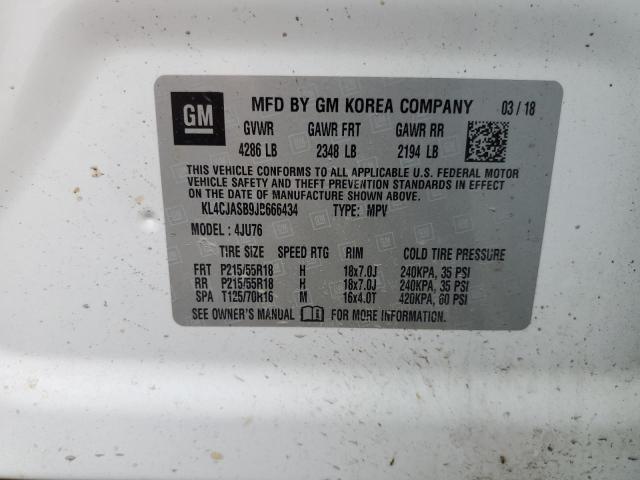 GM
MFD BY GM KOREA COMPANY 03 / 18
GVWR GAWR FRT GAWR RR
4286 LB 2348 LB 2194 LB
THIS VEHICLE CONFORMS TO ALL APPLICABLE U.S. FEDERAL MOTOR
VEHICLE SAFETY AND THEFT PREVENTION STANDARDS IN EFFECT
ON THE DATE OF MANUFACTURE SHOWN ABOVE.
KL4CJASB9JB666434 TYPE: MPV
MODEL : 4JU76
TIRE SIZE SPEED RTG RIM COLD TIRE PRESSURE
FRT P215/55R18 H 18x7.0J 240KPA, 35 PSI
RR P215/55R18 H 18x7.0J 240KPA, 35 PSI
SPA T125/70R16 M 16x4.0T 420KPA, 60 PSI
SEE OWNER'S MANUAL FOR MORE INFORMATION.